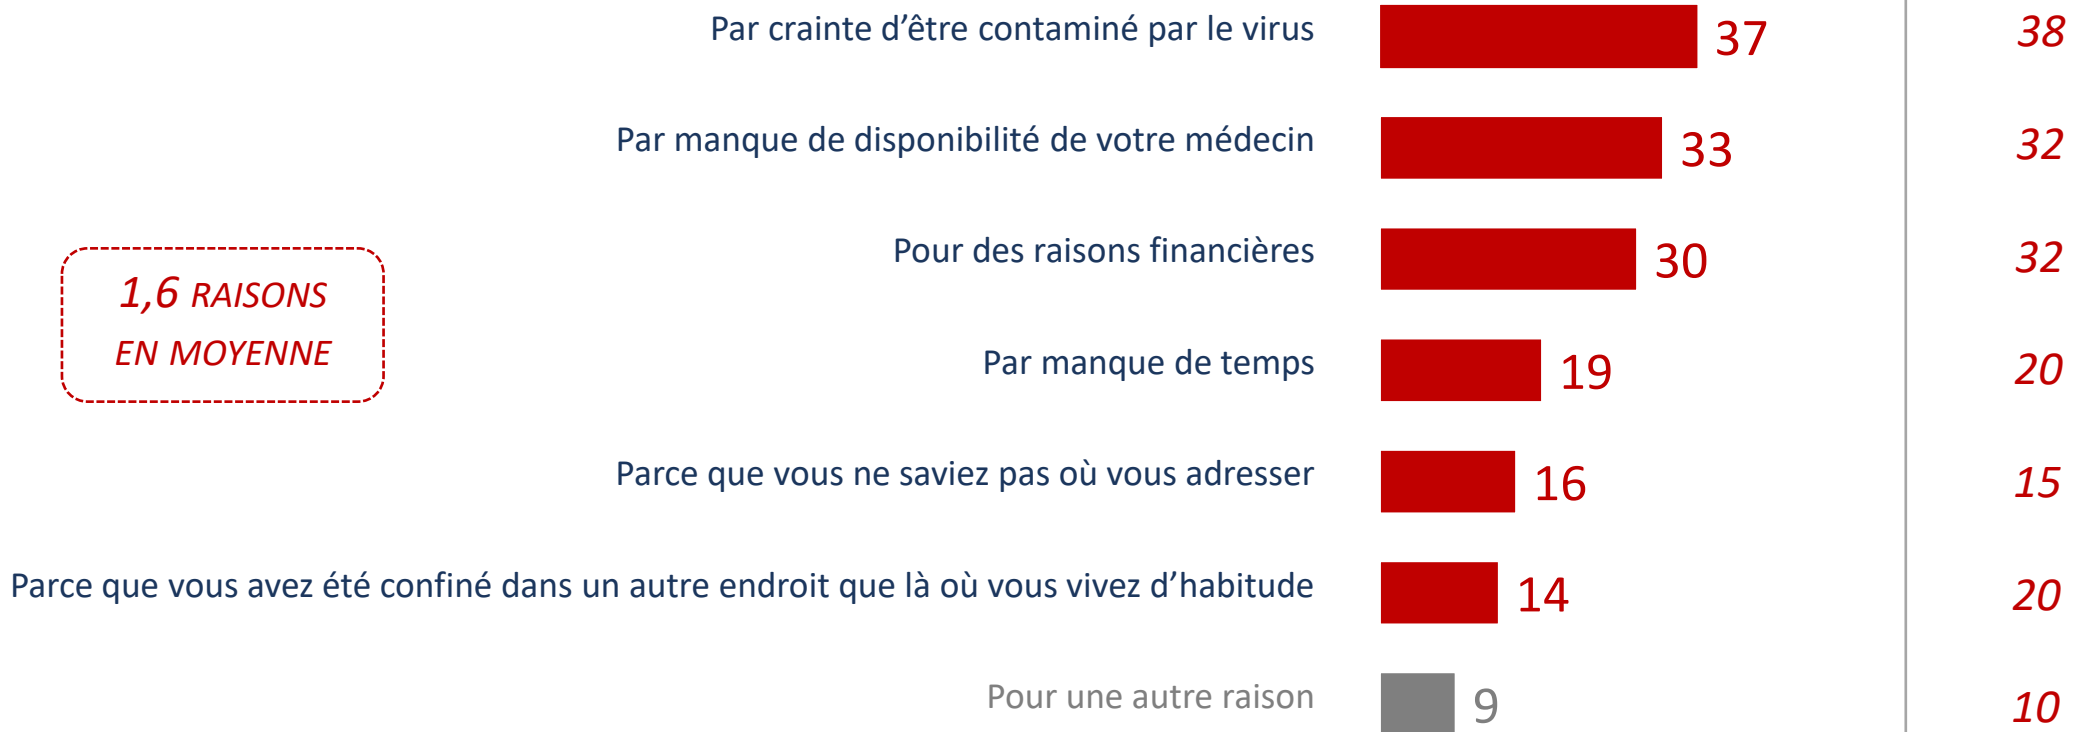 Par crainte d’être contaminé par le virus 37 38
Par manque de disponibilité de votre médecin 33 32
Pour des raisons financières 30 32
1,6 RAISONS
EN MOYENNE
Par manque de temps 19 20
Parce que vous ne saviez pas où vous adresser 16 15
Parce que vous avez été confiné dans un autre endroit que là où vous vivez d’habitude 14 20
Pour une autre raison 9 10